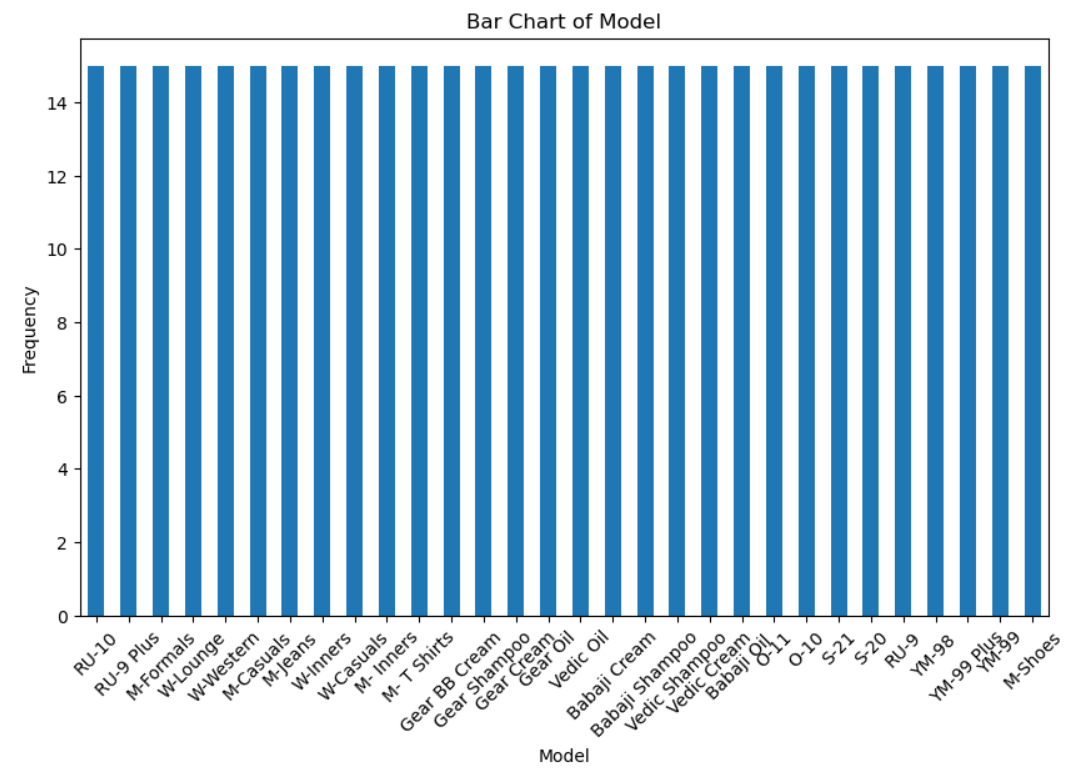 Bar Chart of Model
14
12
10
8
6
4
2
0
Frequency
RU-10
RU-9 Plus
M-Formals
W-Lounge
W-Western
M-Casuals
M-Jeans
W-Inners
W-Casuals
M- Inners
M- T Shirts
Gear BB Cream
Gear Shampoo
Gear Cream
Gear Oil
Vedic Oil
Babaji Cream
Babaji Shampoo
Vedic Shampoo
Vedic Cream
Babaji Oil
O-11
O-10
S-21
S-20
RU-9
YM-98
YM-99 Plus
YM-99
M-Shoes
Model